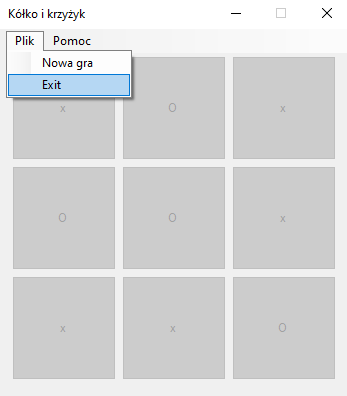 Kółko i krzyżyk
Plik Pomoc
Nowa gra
Exit
x O x
O O x
x x O